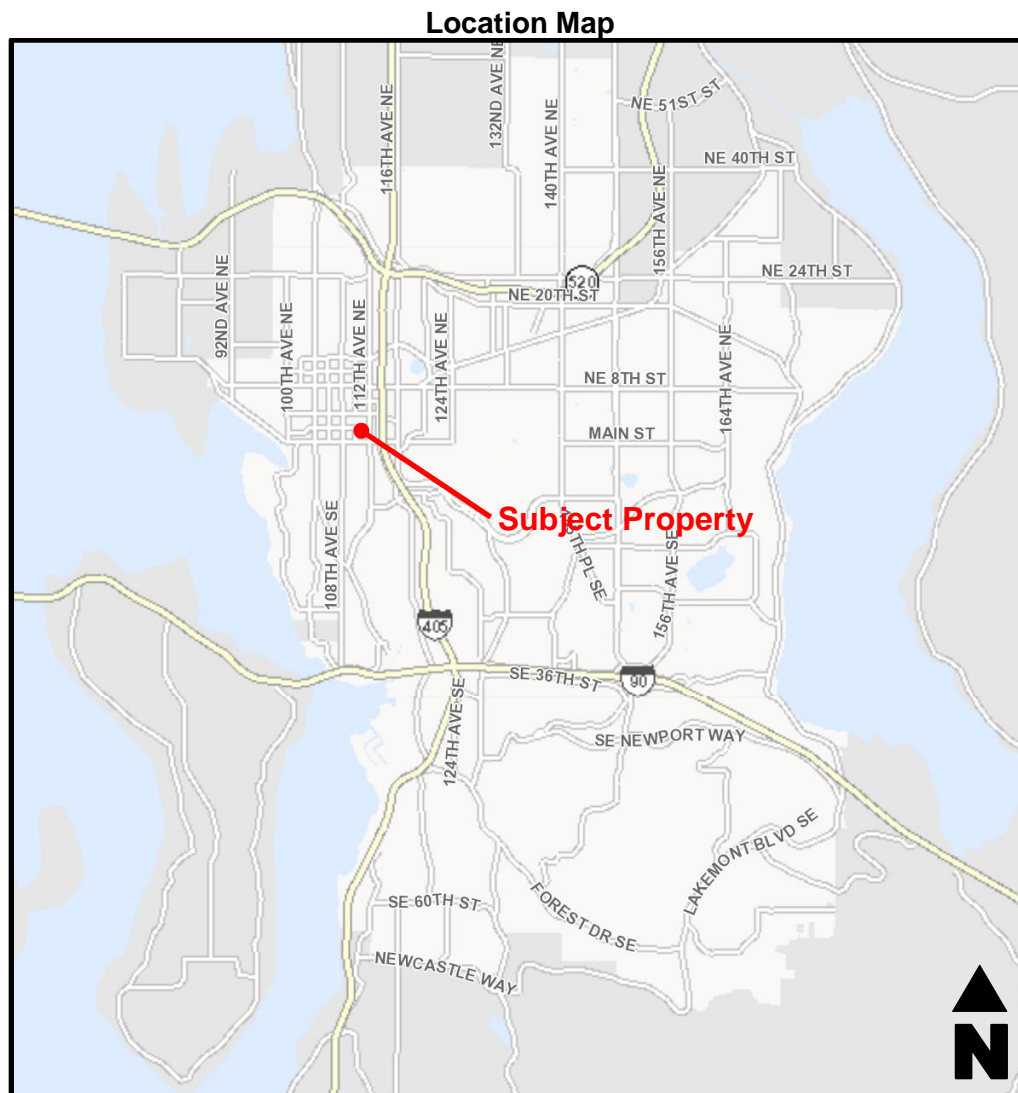 Location Map
132ND AVE NE
NE 51ST ST
116TH AVE NE
140TH AVE NE
NE 40TH ST
156TH AVE NE
92ND AVE NE
NE 24TH ST
520
NE 20TH ST
100TH AVE NE
112TH AVE NE
124TH AVE NE
NE 8TH ST
164TH AVE NE
MAIN ST
Subject Property
108TH AVE SE
PL SE
156TH AVE SE
405
SE 36TH ST
90
124TH AVE SE
SE NEWPORT WAY
LAKEMONT BLVD SE
SE 60TH ST
FOREST DR SE
NEWCASTLE WAY
N